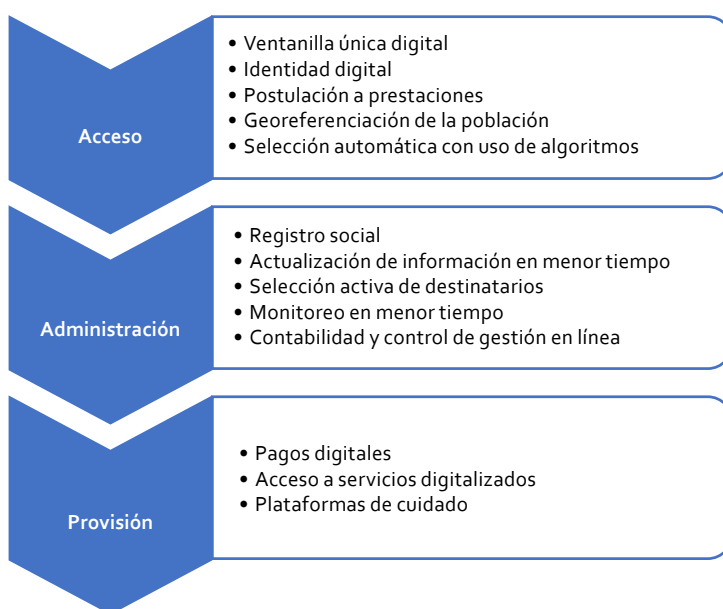 Acceso
• Ventanilla única digital
• Identidad digital
• Postulación a prestaciones
• Georeferenciación de la población
• Selección automática con uso de algoritmos
Administración
• Registro social
• Actualización de información en menor tiempo
• Selección activa de destinatarios
• Monitoreo en menor tiempo
• Contabilidad y control de gestión en línea
Provisión
• Pagos digitales
• Acceso a servicios digitalizados
• Plataformas de cuidado